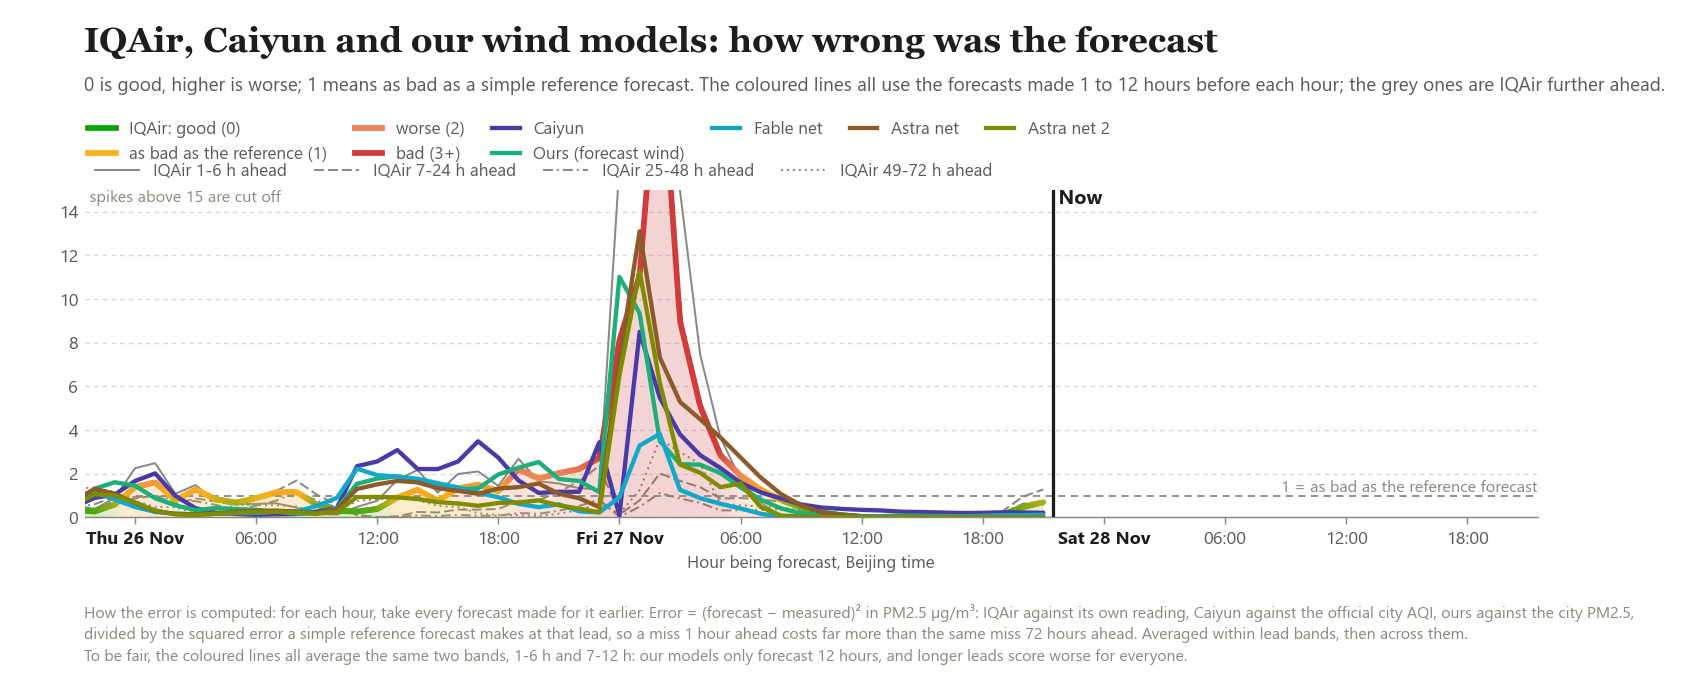 IQAir, Caiyun and our wind models: how wrong was the forecast
0 is good, higher is worse; 1 means as bad as a simple reference forecast. The coloured lines all use the forecasts made 1 to 12 hours before each hour; the grey ones are IQAir further ahead.
IQAir: good (0) worse (2) Caiyun Fable net Astra net Astra net 2
as bad as the reference (1) bad (3+) Ours (forecast wind)
IQAir 1-6 h ahead IQAir 7-24 h ahead IQAir 25-48 h ahead IQAir 49-72 h ahead
spikes above 15 are cut off Now
14
12
10
8
6
4
2
1 = as bad as the reference forecast
0
Thu 26 Nov 06:00 12:00 18:00 Fri 27 Nov 06:00 12:00 18:00 Sat 28 Nov 06:00 12:00 18:00
Hour being forecast, Beijing time
How the error is computed: for each hour, take every forecast made for it earlier. Error = (forecast − measured)² in PM2.5 µg/m³: IQAir against its own reading, Caiyun against the official city AQI, ours against the city PM2.5,
divided by the squared error a simple reference forecast makes at that lead, so a miss 1 hour ahead costs far more than the same miss 72 hours ahead. Averaged within lead bands, then across them.
To be fair, the coloured lines all average the same two bands, 1-6 h and 7-12 h: our models only forecast 12 hours, and longer leads score worse for everyone.